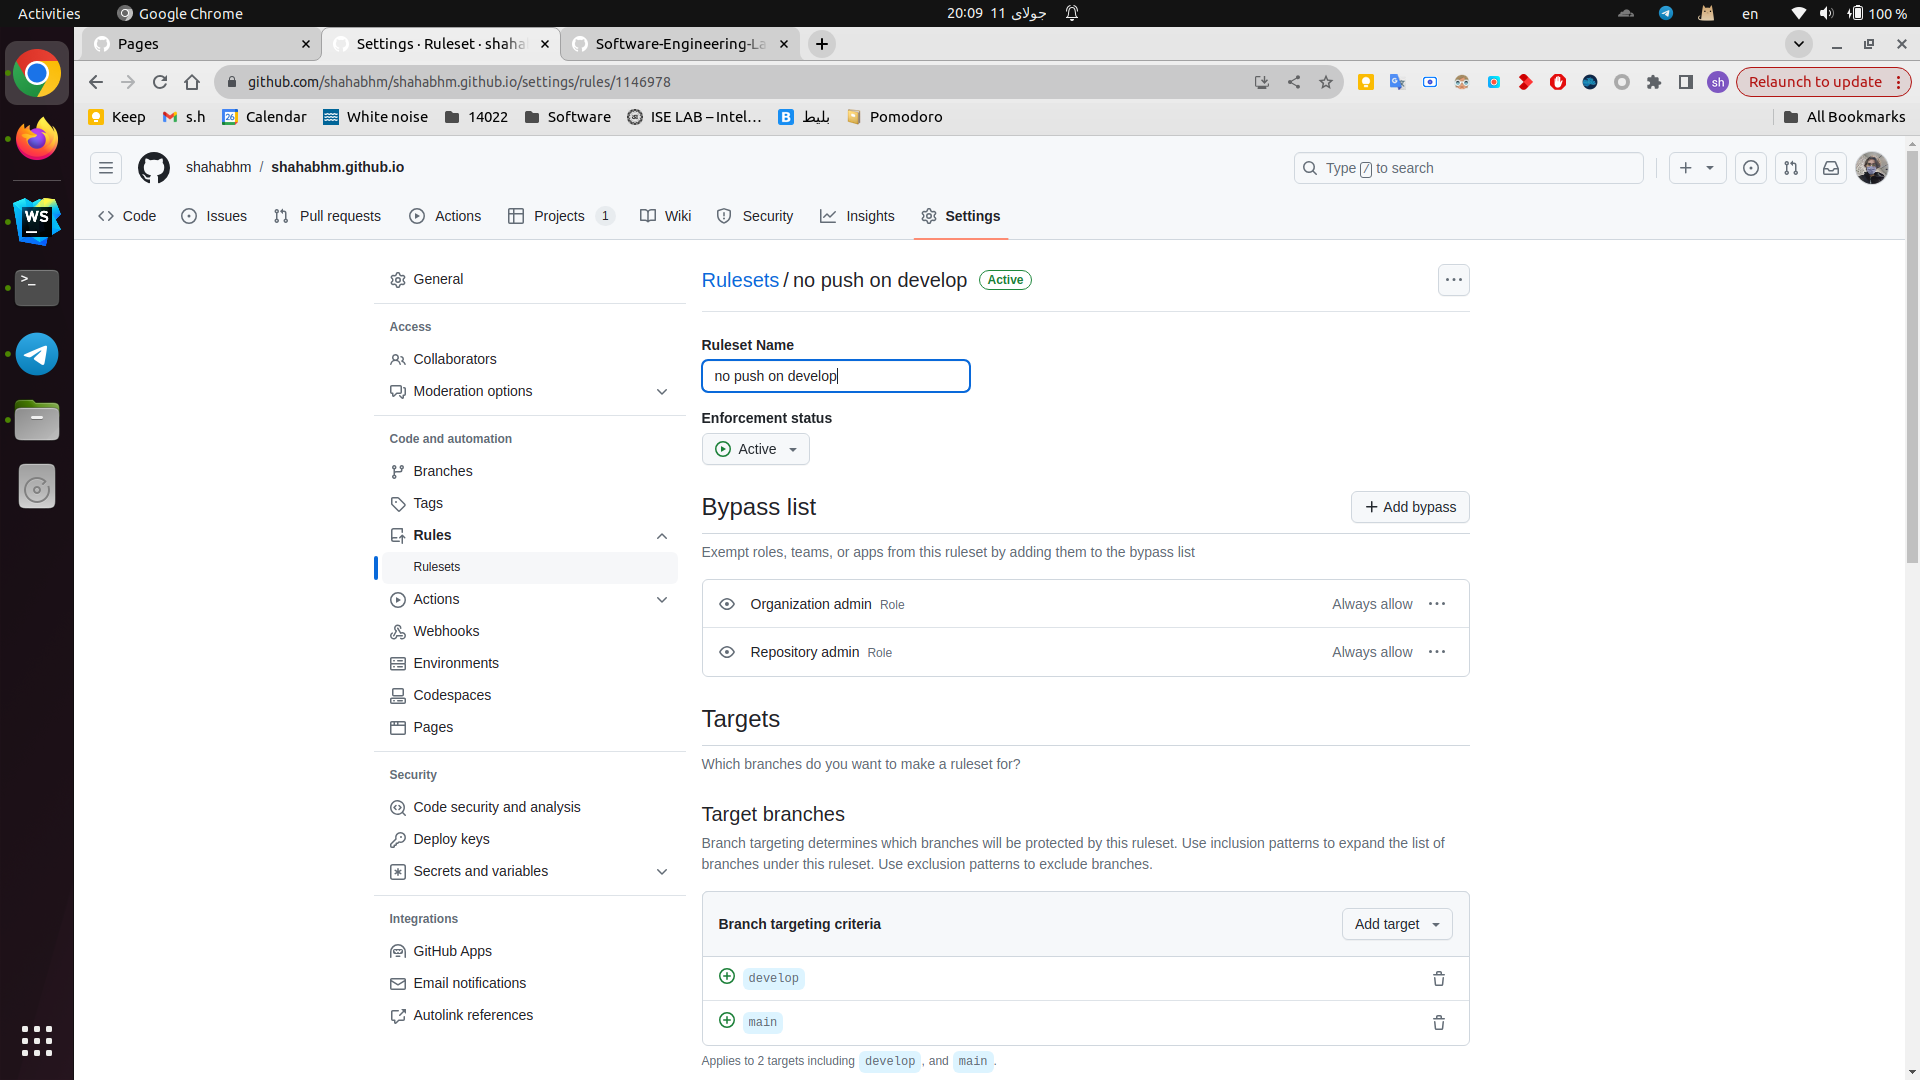 Activities Google Chrome 20:09 11 جولای en 100 %
Pages Settings · Ruleset · shaha Software-Engineering-La
github.com/shahabhm/shahabhm.github.io/settings/rules/1146978 sh Relaunch to update
Keep s.h Calendar White noise 14022 Software ISE LAB – Intel... بلیط Pomodoro All Bookmarks
shahabhm / shahabhm.github.io Type / to search
Code Issues Pull requests Actions Projects 1 Wiki Security Insights Settings
General
Access
Collaborators
Moderation options
Code and automation
Branches
Tags
Rules
Rulesets
Actions
Webhooks
Environments
Codespaces
Pages
Security
Code security and analysis
Deploy keys
Secrets and variables
Integrations
GitHub Apps
Email notifications
Autolink references
Rulesets / no push on develop Active
Ruleset Name
no push on develop
Enforcement status
Active
Bypass list Add bypass
Exempt roles, teams, or apps from this ruleset by adding them to the bypass list
Organization admin Role Always allow
Repository admin Role Always allow
Targets
Which branches do you want to make a ruleset for?
Target branches
Branch targeting determines which branches will be protected by this ruleset. Use inclusion patterns to expand the list of
branches under this ruleset. Use exclusion patterns to exclude branches.
Branch targeting criteria Add target
develop
main
Applies to 2 targets including develop , and main .